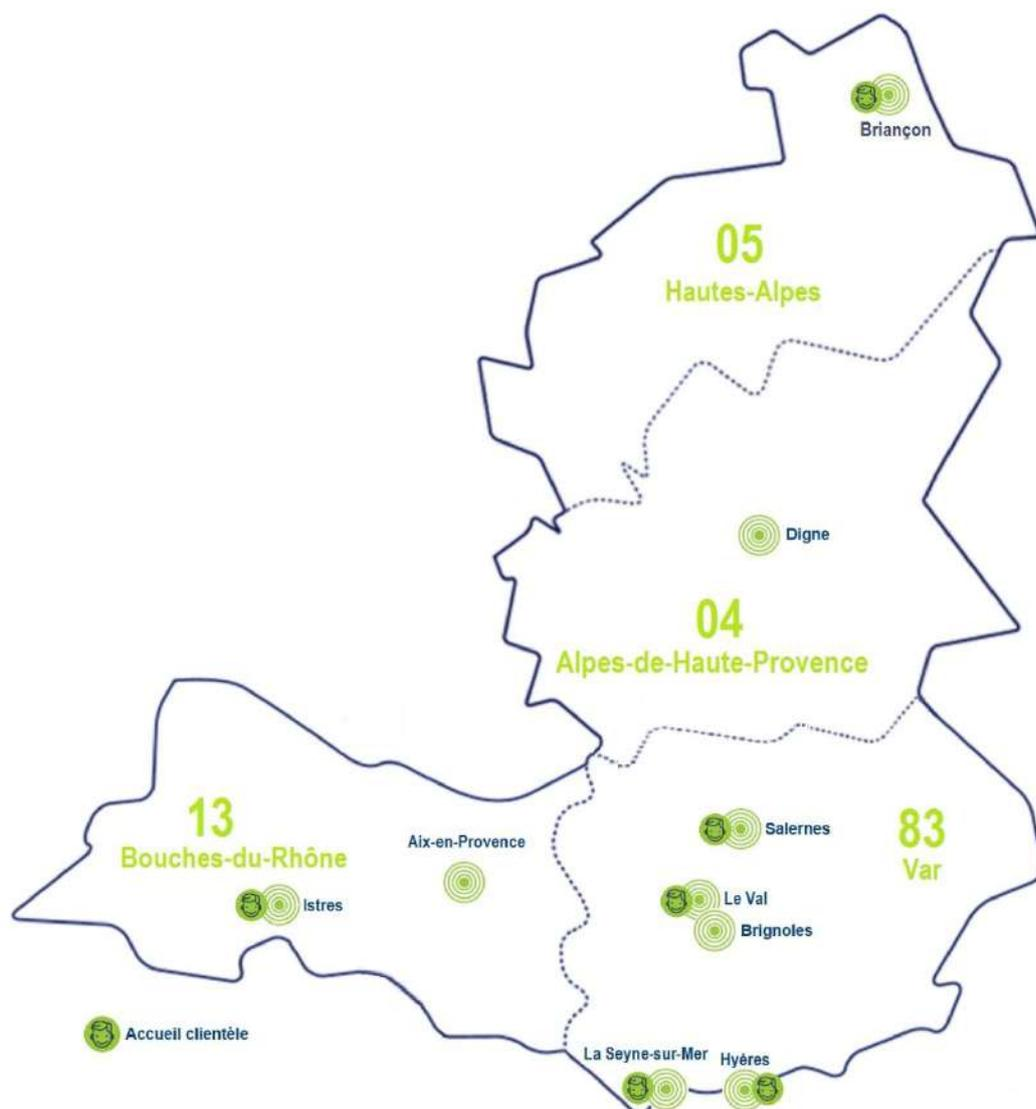 Briançon
05
Hautes-Alpes
Digne
04
Alpes-de-Haute-Provence
13
Bouches-du-Rhône
Aix-en-Provence
Istres
83
Var
Salernes
Le Val
Brignoles
Accueil clientèle
La Seyne-sur-Mer
Hyères